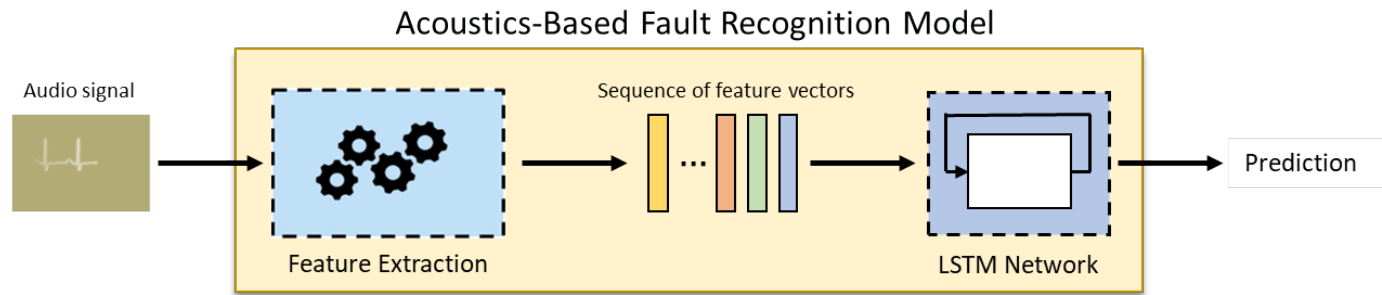 Acoustics-Based Fault Recognition Model
Audio signal
Sequence of feature vectors
...
Prediction
Feature Extraction
LSTM Network